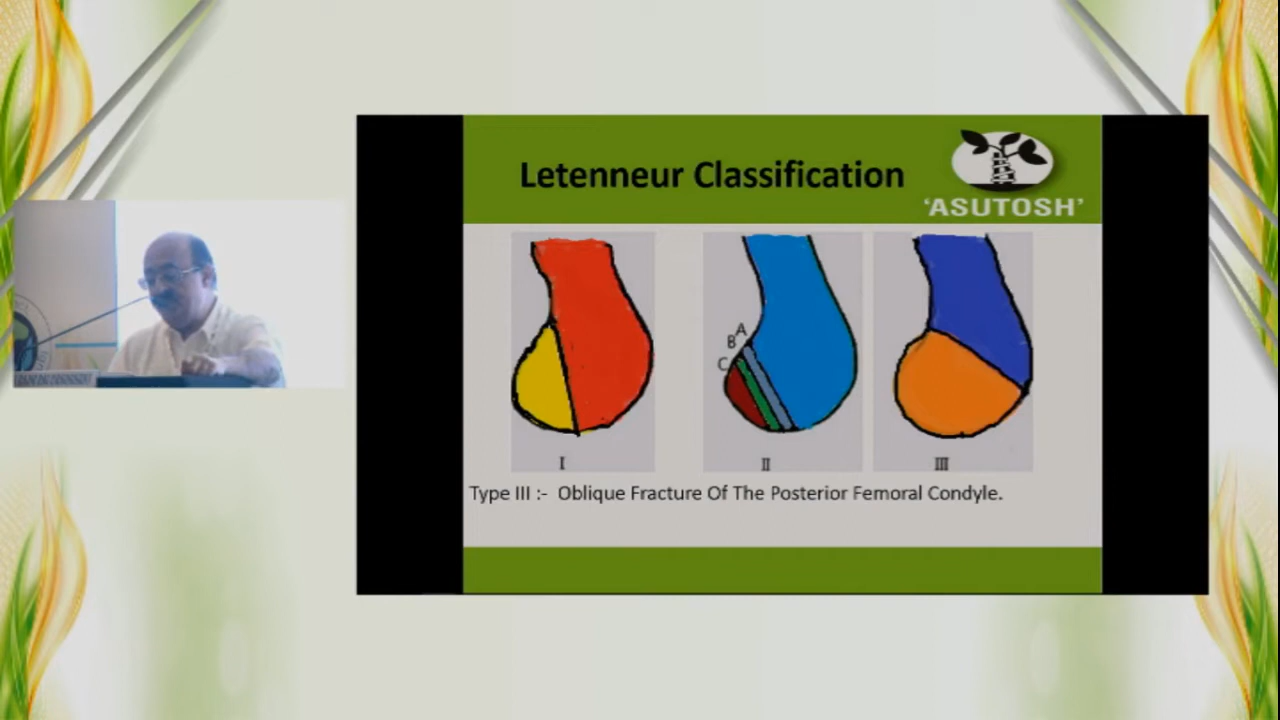 Letenneur Classification
‘ASUTOSH’
A
B
C
I
II
III
Type III :- Oblique Fracture Of The Posterior Femoral Condyle.